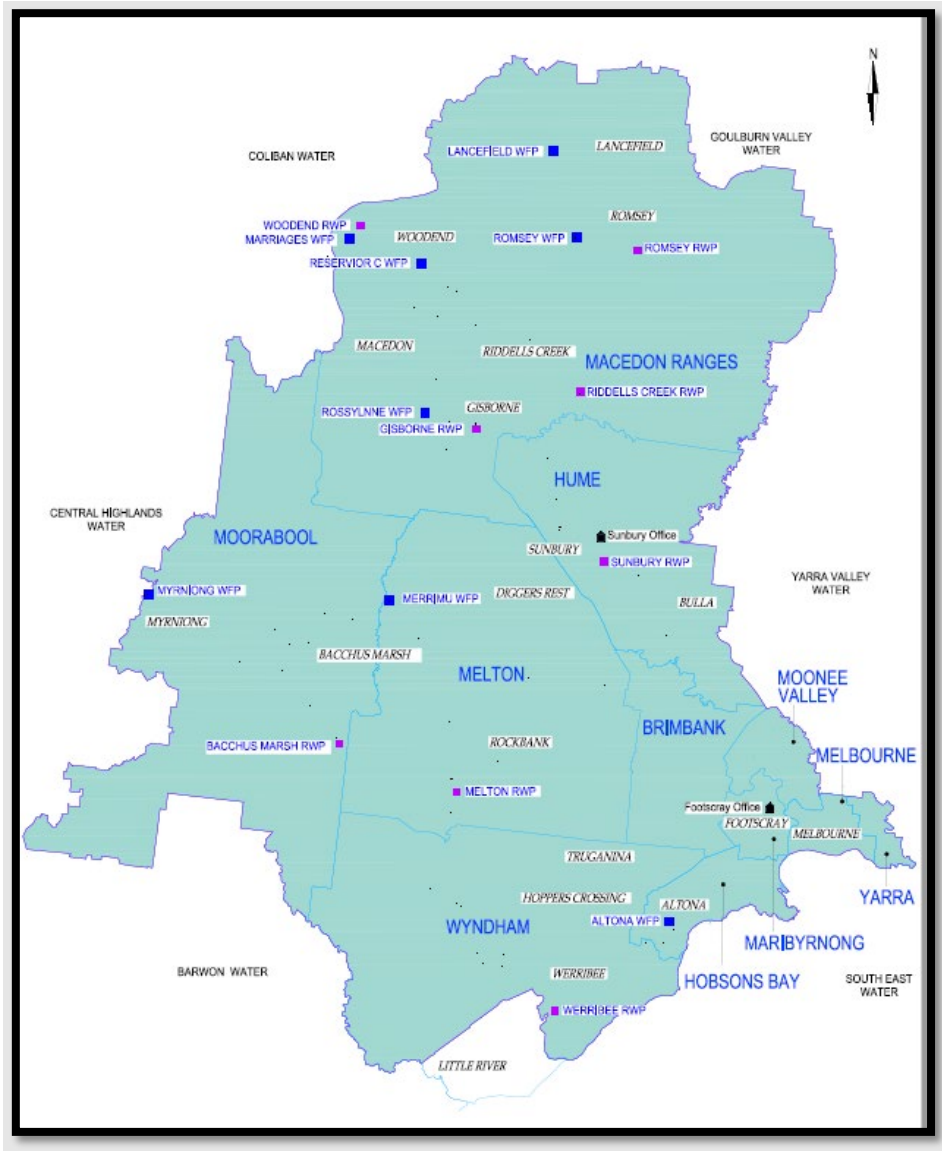 N
LANCEFIELD WFP
LANCEFIELD
GOULBURN VALLEY
WATER
COLIBAN WATER
WOODEND RWP
MARRIAGES WFP
WOODEND
ROMSEY
ROMSEY WFP
ROMSEY RWP
RESERVIOR C WFP
MACEDON
RIDDELLS CREEK
MACEDON RANGES
RIDDELLS CREEK RWP
ROSSYLNNE WFP
GISBORNE
GISBORNE RWP
HUME
CENTRAL HIGHLANDS
WATER
MOORABOOL
Sunbury Office
SUNBURY
SUNBURY RWP
YARRA VALLEY
WATER
MYRNIONG WFP
MERRIMU WFP
DIGGERS REST
BULLA
MYRNIONG
BACCHUS MARSH
MELTON
MOONEE
VALLEY
BRIMBANK
BACCHUS MARSH RWP
ROCKBANK
MELBOURNE
MELTON RWP
Footscray Office
FOOTSCRAY
MELBOURNE
TRUGANINA
HOPPERS CROSSING
ALTONA
YARRA
WYNDHAM
ALTONA WFP
MARIBYRNONG
BARWON WATER
WERRIBEE
HOBSONS BAY
SOUTH EAST
WATER
WERRIBEE RWP
LITTLE RIVER